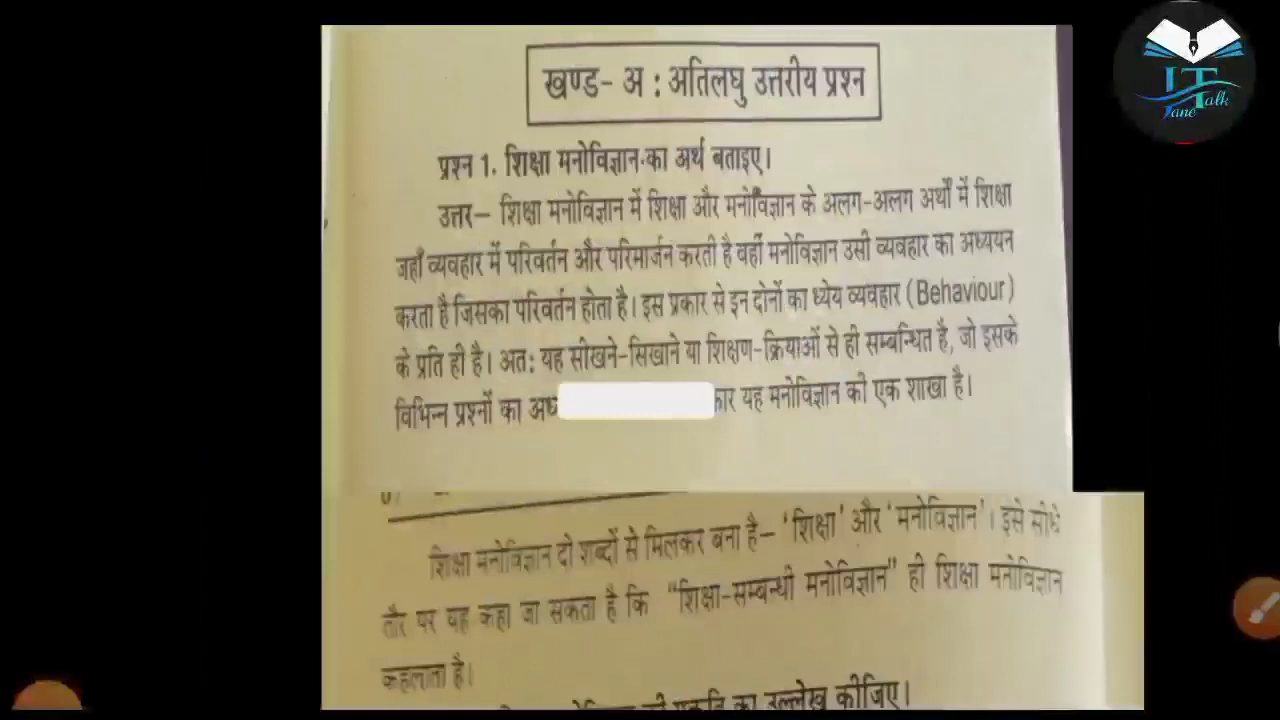 खण्ड- अ : अतिलघु उत्तरीय प्रश्न
प्रश्न 1. शिक्षा मनोविज्ञान का अर्थ बताइए।
उत्तर– शिक्षा मनोविज्ञान में शिक्षा और मनोविज्ञान के अलग-अलग अर्थों में शिक्षा
जहाँ व्यवहार में परिवर्तन और परिमार्जन करती है वहीं मनोविज्ञान उसी व्यवहार का अध्ययन
करता है जिसका परिवर्तन होता है। इस प्रकार से इन दोनों का ध्येय व्यवहार (Behaviour)
के प्रति ही है। अतः यह सीखने-सिखाने या शिक्षण-क्रियाओं से ही सम्बन्धित है, जो इसके
विभिन्न प्रश्नों का यह मनोविज्ञान की एक शाखा है।
शिक्षा मनोविज्ञान दो शब्दों से मिलकर बना है– 'शिक्षा' और 'मनोविज्ञान'। इसे सीधे
तौर पर यह कहा जा सकता है कि "शिक्षा-सम्बन्धी मनोविज्ञान" ही शिक्षा मनोविज्ञान
कहलाता है।
का उल्लेख कीजिए।